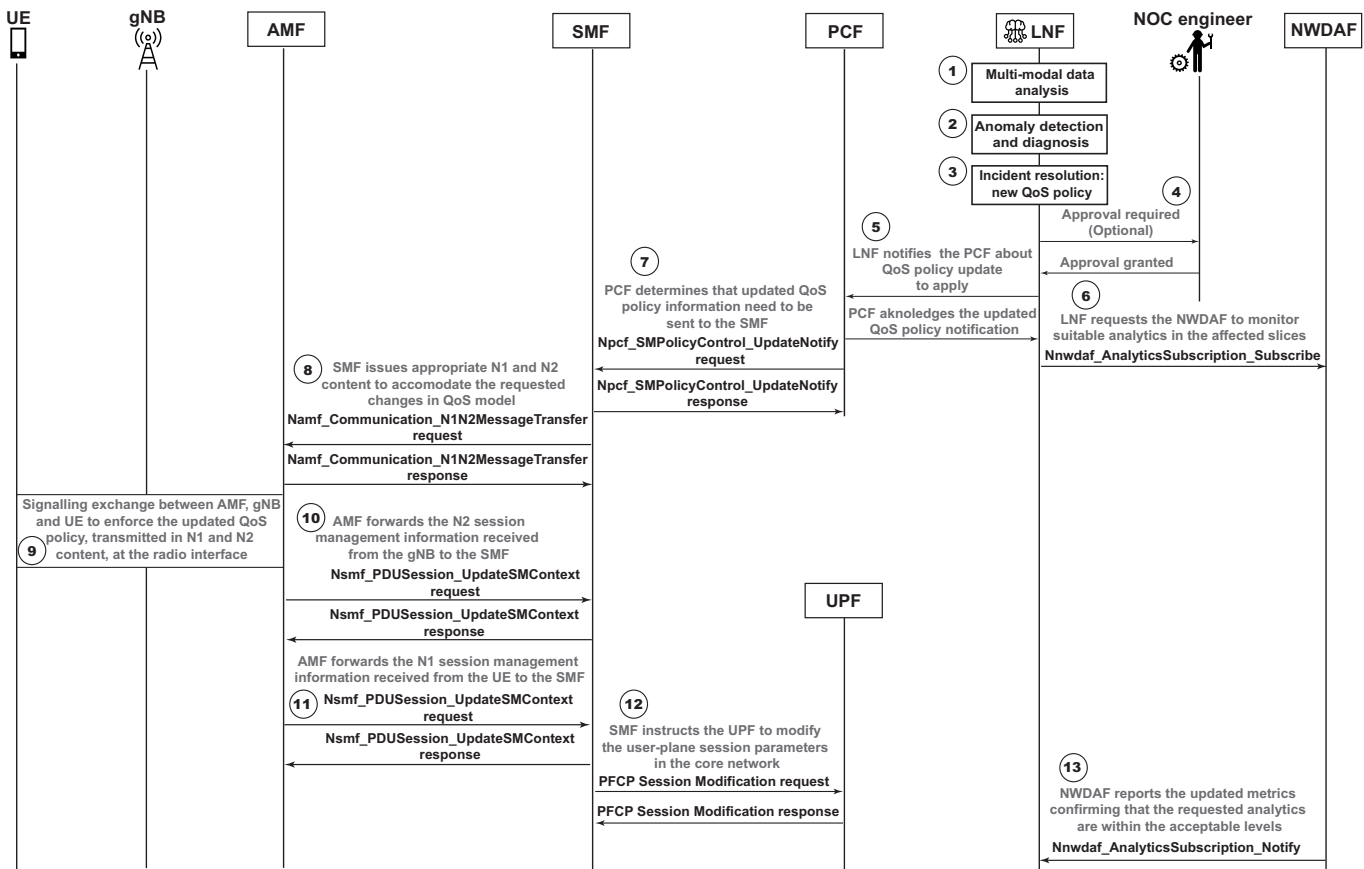 UE
gNB
AMF
SMF
PCF
LNF
NOC engineer
NWDAF
1
Multi-modal data
analysis
2
Anomaly detection
and diagnosis
3
Incident resolution:
new QoS policy
4
Approval required
(Optional)
Approval granted
5
LNF notifies the PCF about
QoS policy update
to apply
PCF aknoledges the updated
QoS policy notification
6
LNF requests the NWDAF to monitor
suitable analytics in the affected slices
Nnwdaf_AnalyticsSubscription_Subscribe
7
PCF determines that updated QoS
policy information need to be
sent to the SMF
Npcf_SMPolicyControl_UpdateNotify
request
Npcf_SMPolicyControl_UpdateNotify
response
8
SMF issues appropriate N1 and N2
content to accomodate the requested
changes in QoS model
Namf_Communication_N1N2MessageTransfer
request
Namf_Communication_N1N2MessageTransfer
response
Signalling exchange between AMF, gNB
and UE to enforce the updated QoS
policy, transmitted in N1 and N2
9
content, at the radio interface
10
AMF forwards the N2 session
management information received
from the gNB to the SMF
Nsmf_PDUSession_UpdateSMContext
request
Nsmf_PDUSession_UpdateSMContext
response
UPF
AMF forwards the N1 session management
information received from the UE to the SMF
11
Nsmf_PDUSession_UpdateSMContext
request
Nsmf_PDUSession_UpdateSMContext
response
12
SMF instructs the UPF to modify
the user-plane session parameters
in the core network
PFCP Session Modification request
PFCP Session Modification response
13
NWDAF reports the updated metrics
confirming that the requested analytics
are within the acceptable levels
Nnwdaf_AnalyticsSubscription_Notify